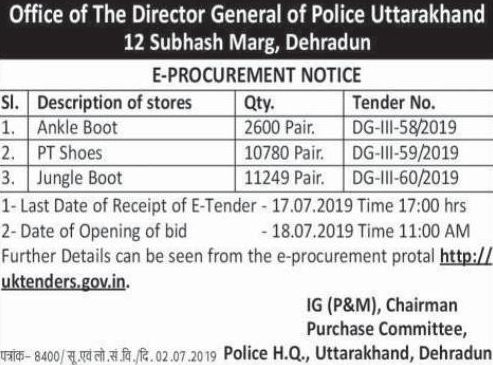 Office of The Director General of Police Uttarakhand
12 Subhash Marg, Dehradun
E-PROCUREMENT NOTICE
Sl. Description of stores Qty. Tender No.
1. Ankle Boot 2600 Pair. DG-III-58/2019
2. PT Shoes 10780 Pair. DG-III-59/2019
3. Jungle Boot 11249 Pair. DG-III-60/2019
1- Last Date of Receipt of E-Tender - 17.07.2019 Time 17:00 hrs
2- Date of Opening of bid - 18.07.2019 Time 11:00 AM
Further Details can be seen from the e-procurement protal http://
uktenders.gov.in.
IG (P&M), Chairman
Purchase Committee,
पत्रांक- 8400/ सू.एवं लो.सं.वि./दि. 02.07.2019 Police H.Q., Uttarakhand, Dehradun